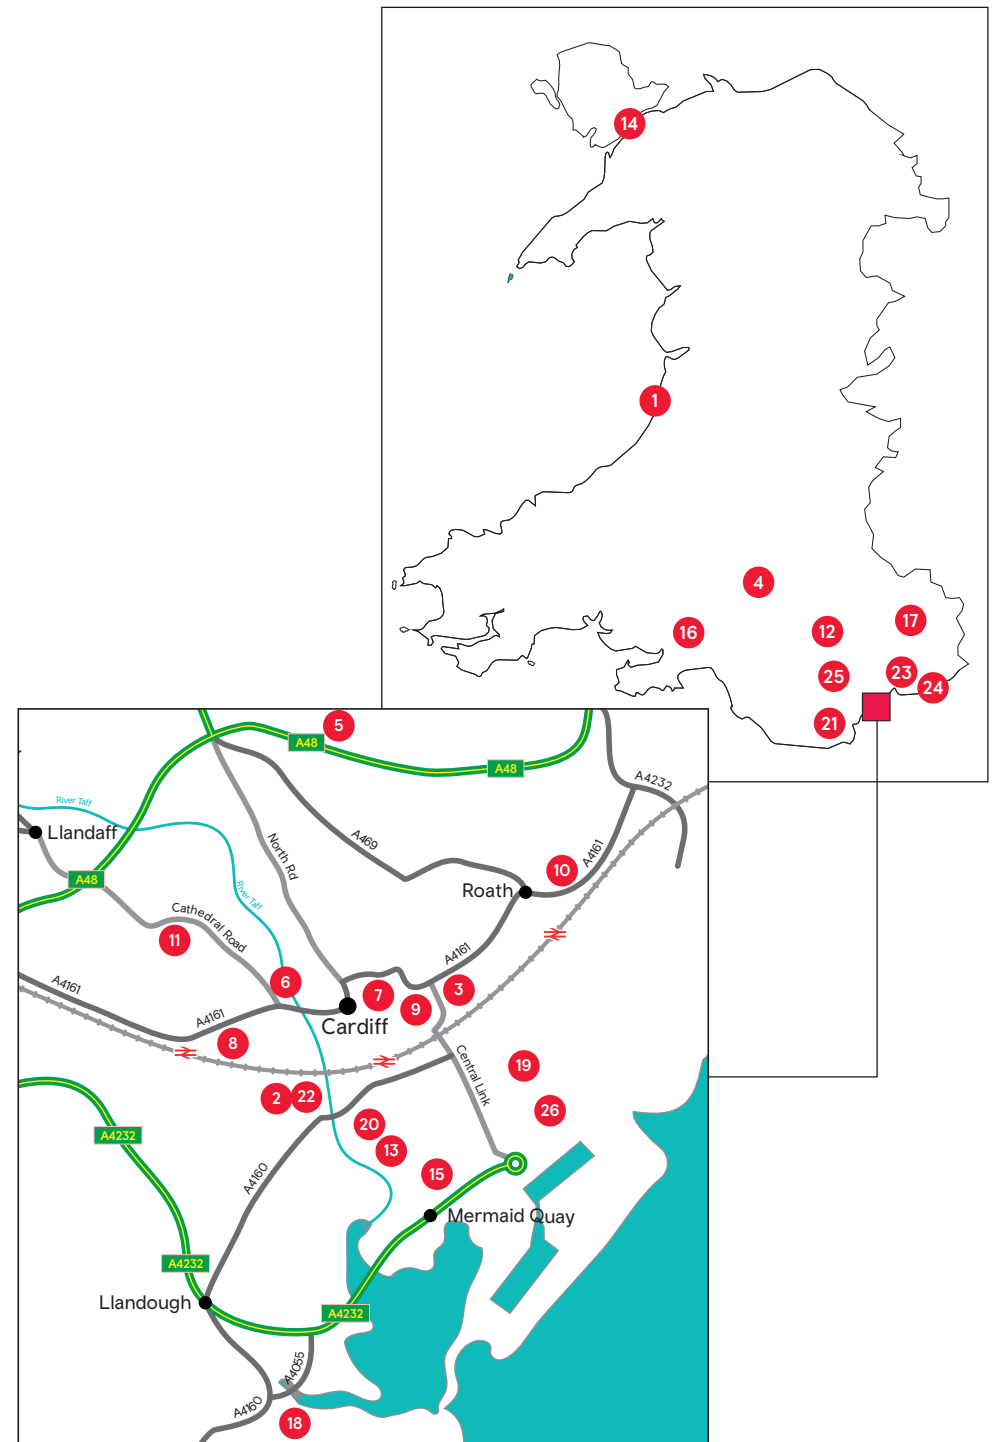 14
1
4
16
12
17
25
23
24
21
5
A48
A48
A4232
River Taff
Llandaff
North Rd
A469
A4161
10
A48
River Taff
Roath
Cathedral Road
11
A4161
6
A4161
7
3
9
A4161
Cardiff
8
Central Link
19
2
22
26
20
A4232
13
A4160
15
Mermaid Quay
A4232
Llandough
A4232
A4055
A4160
18